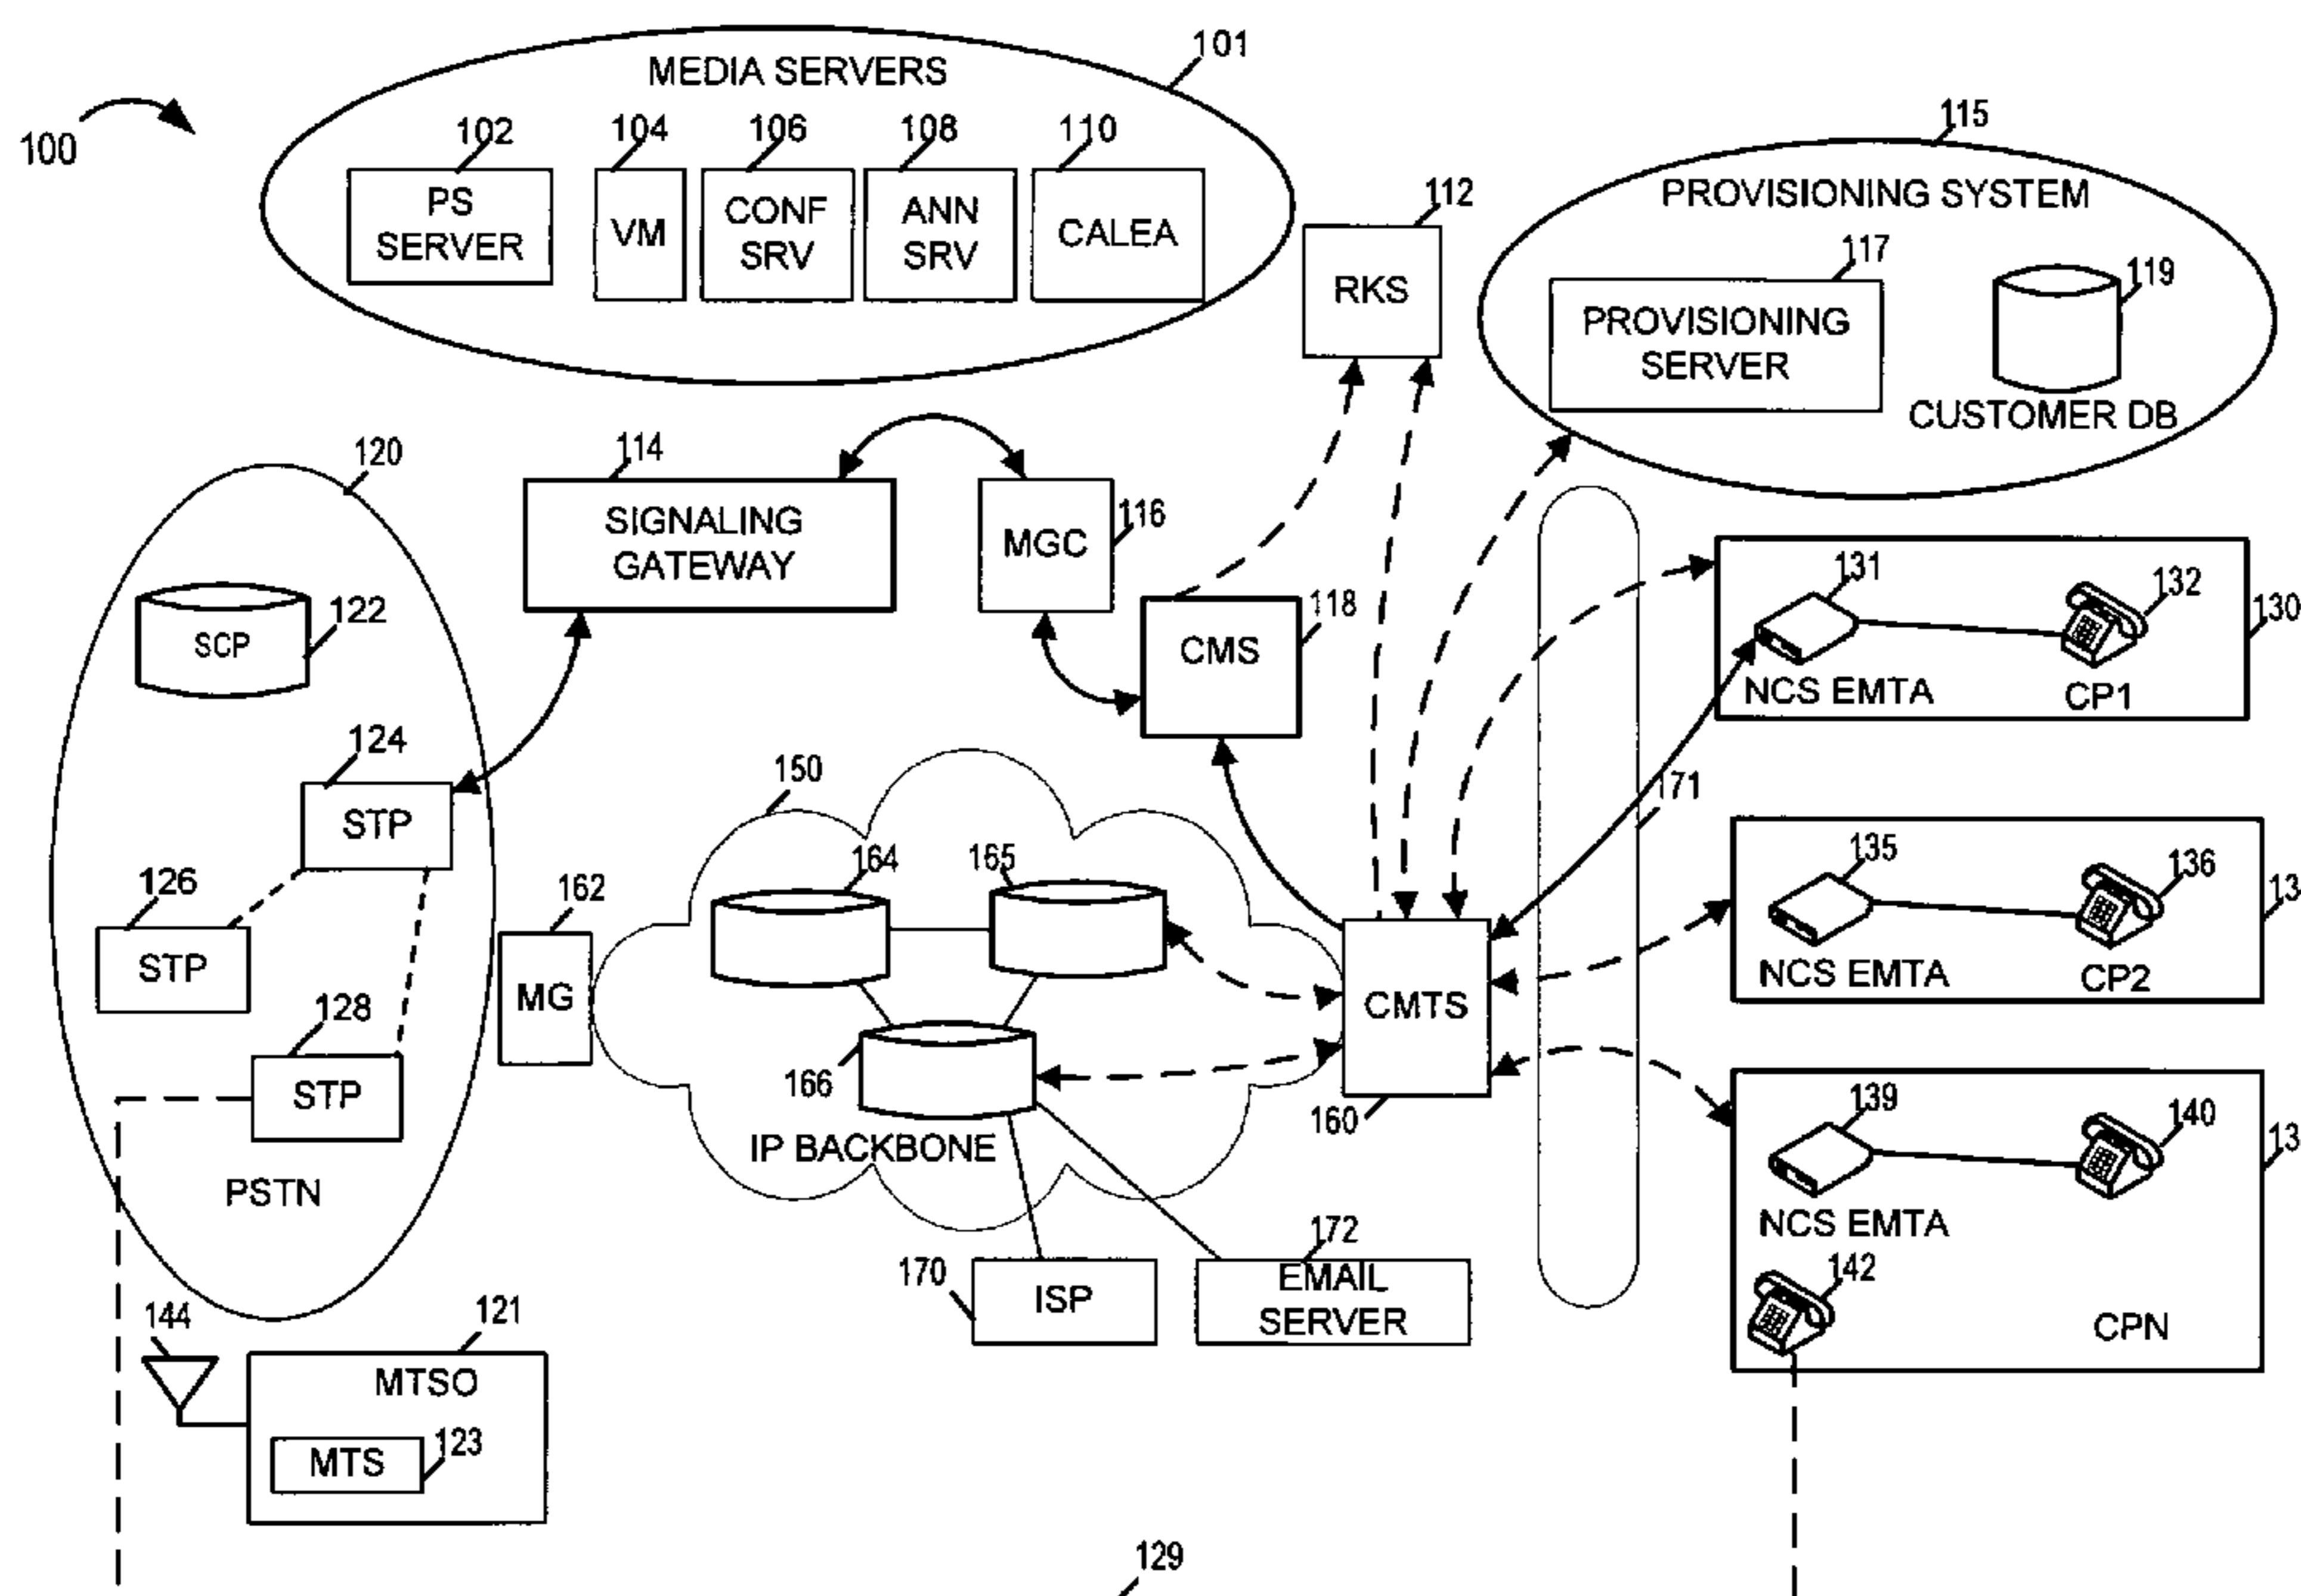 100
MEDIA SERVERS
101
102
104
106
108
110
PS
SERVER
VM
CONF
SRV
ANN
SRV
CALEA
112
RKS
115
PROVISIONING SYSTEM
117
119
PROVISIONING
SERVER
CUSTOMER DB
120
114
SIGNALING
GATEWAY
MGC
116
SCP
122
CMS
118
131
132
130
NCS EMTA
CP1
124
STP
126
STP
128
STP
PSTN
162
MG
150
164
165
166
IP BACKBONE
CMTS
160
171
135
136
13
NCS EMTA
CP2
139
140
13
NCS EMTA
142
CPN
170
ISP
172
EMAIL
SERVER
144
121
MTSO
MTS
123
129